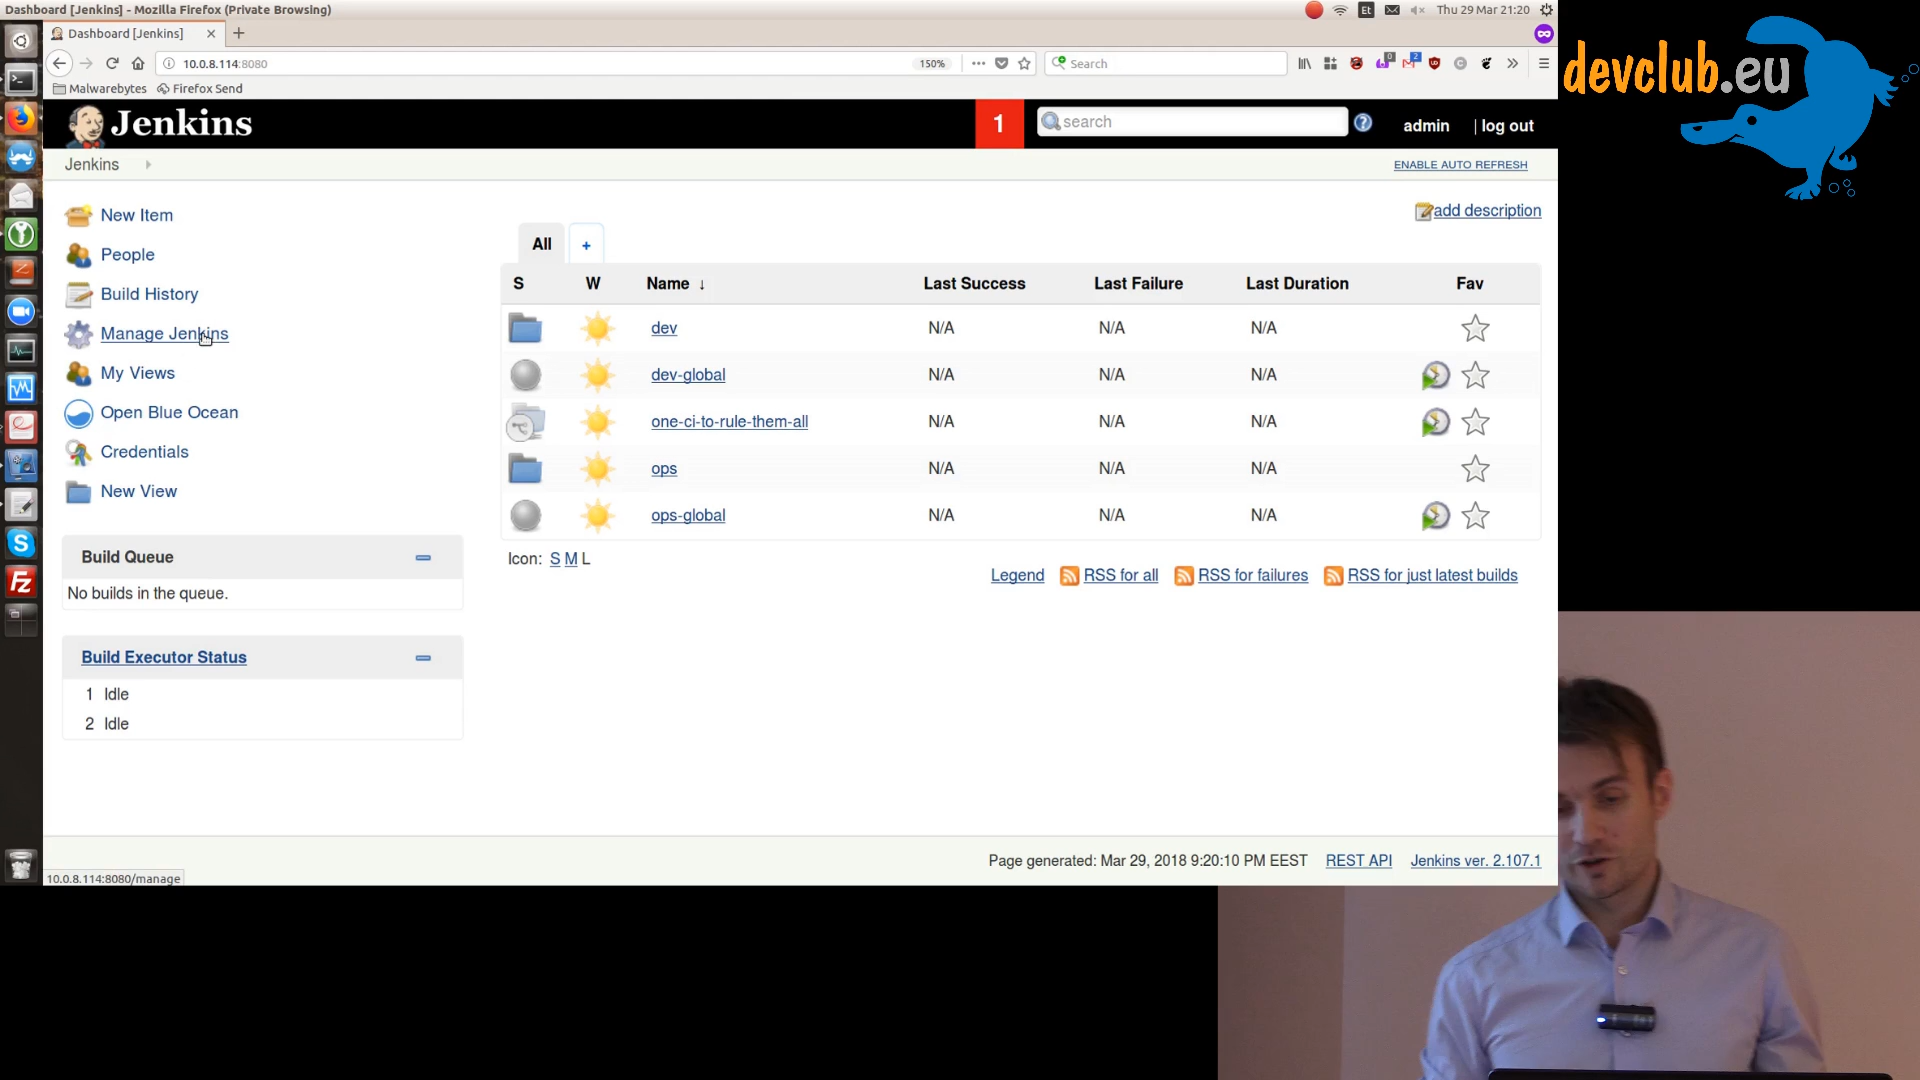 Dashboard [Jenkins] - Mozilla Firefox (Private Browsing)
Et
Thu 29 Mar 21:20
Dashboard [Jenkins]
10.0.8.114:8080
150%
Search
0
2
Malwarebytes
Firefox Send
devclub.eu
Jenkins
1
search
admin
| log out
Jenkins
ENABLE AUTO REFRESH
New Item
People
Build History
Manage Jenkins
My Views
Open Blue Ocean
Credentials
New View
add description
All
+
S W Name ↓ Last Success Last Failure Last Duration Fav
dev N/A N/A N/A
dev-global N/A N/A N/A
one-ci-to-rule-them-all N/A N/A N/A
ops N/A N/A N/A
ops-global N/A N/A N/A
Icon: S M L
Legend RSS for all RSS for failures RSS for just latest builds
Build Queue
No builds in the queue.
Build Executor Status
1 Idle
2 Idle
Page generated: Mar 29, 2018 9:20:10 PM EEST REST API Jenkins ver. 2.107.1
10.0.8.114:8080/manage